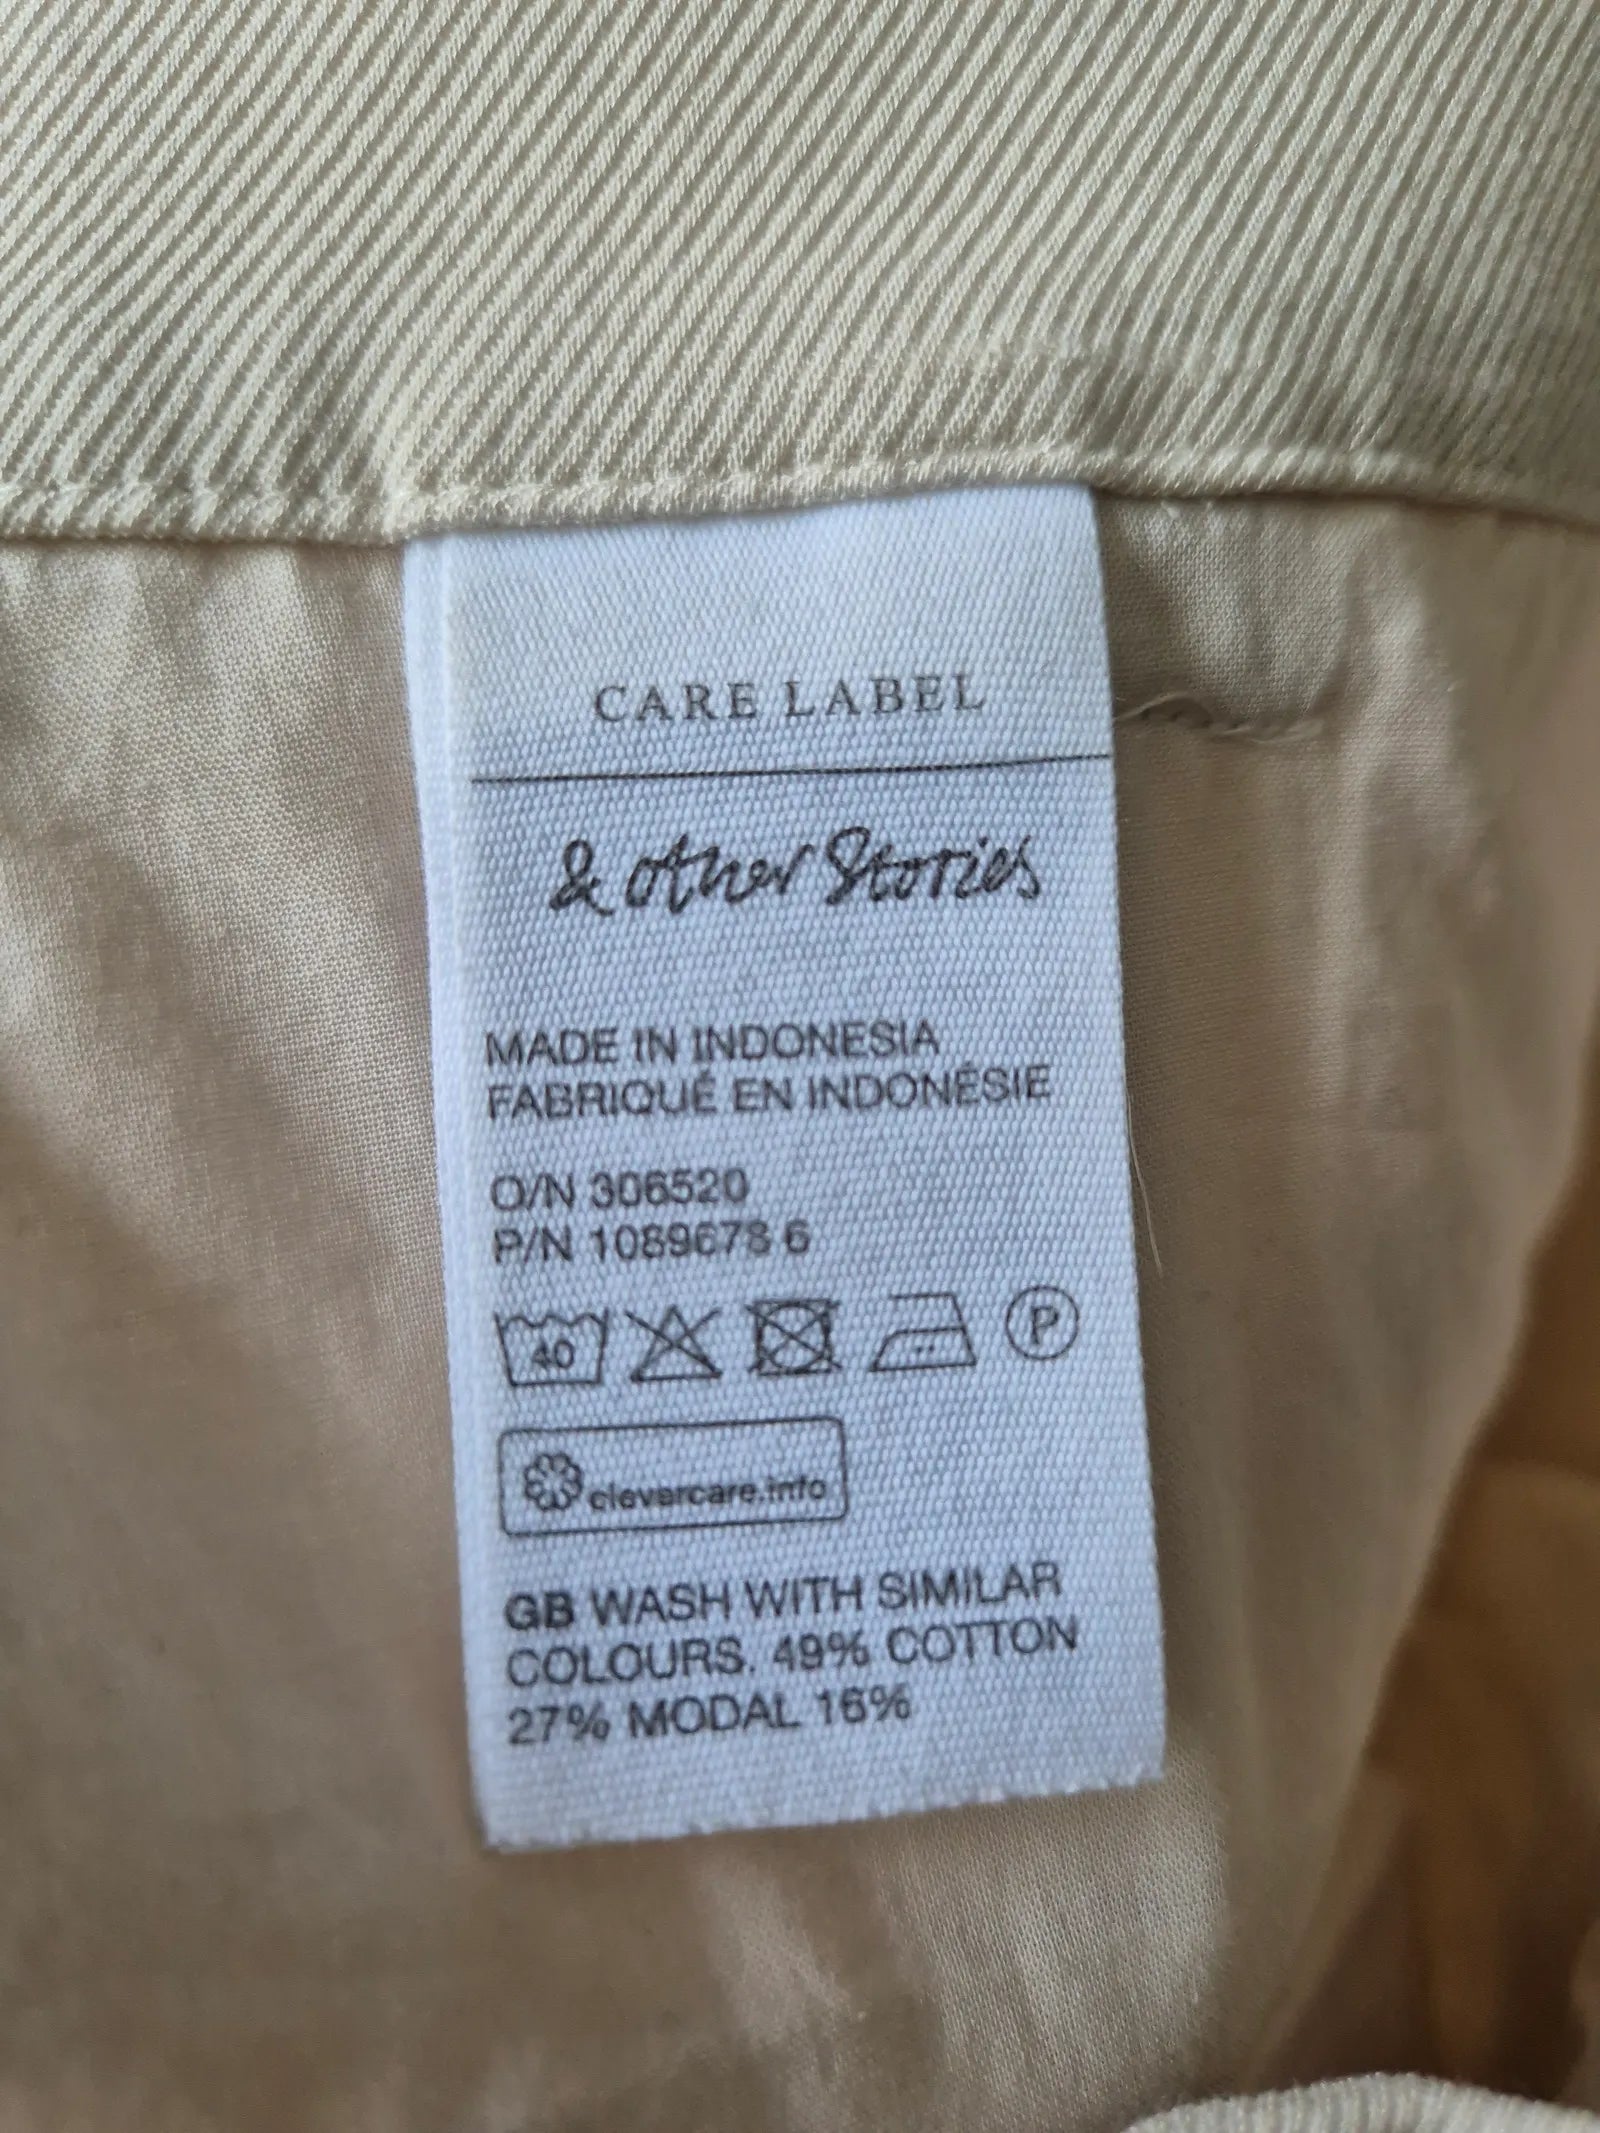 CARE LABEL
& other Stories
MADE IN INDONESIA
FABRIQUÉ EN INDONÉSIE
O/N 306520
P/N 1089678 6
40
P
clevercare.info
GB WASH WITH SIMILAR
COLOURS. 49% COTTON
27% MODAL 16%